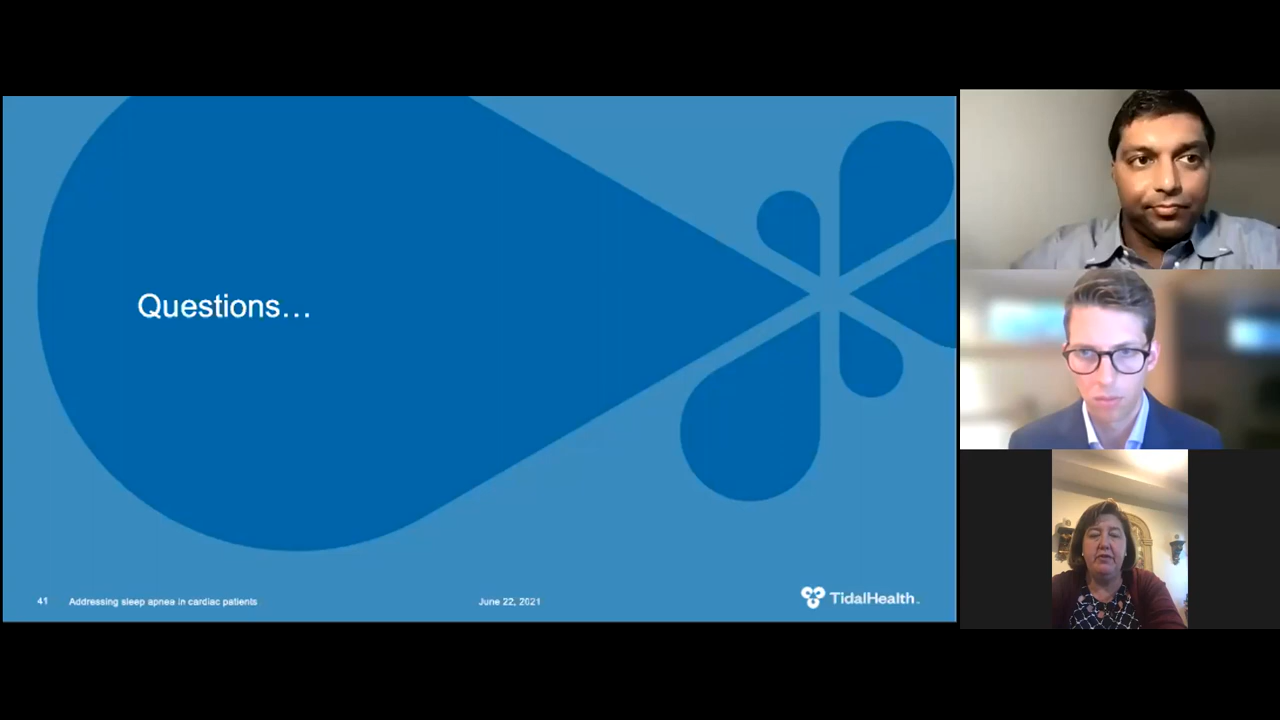 Questions…
41 Addressing sleep apnea in cardiac patients June 22, 2021 TidalHealth